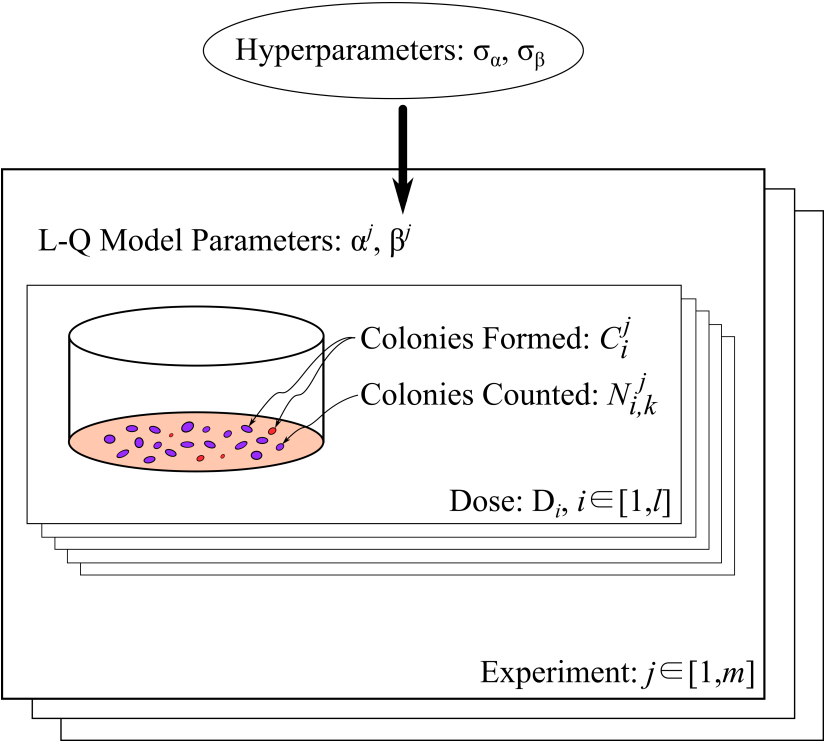 Hyperparameters: σα, σβ
L-Q Model Parameters: αʲ, βʲ
Colonies Formed: Cᵢʲ
Colonies Counted: Nᵢ,ₖʲ
Dose: Dᵢ, i∈[1,l]
Experiment: j∈[1,m]